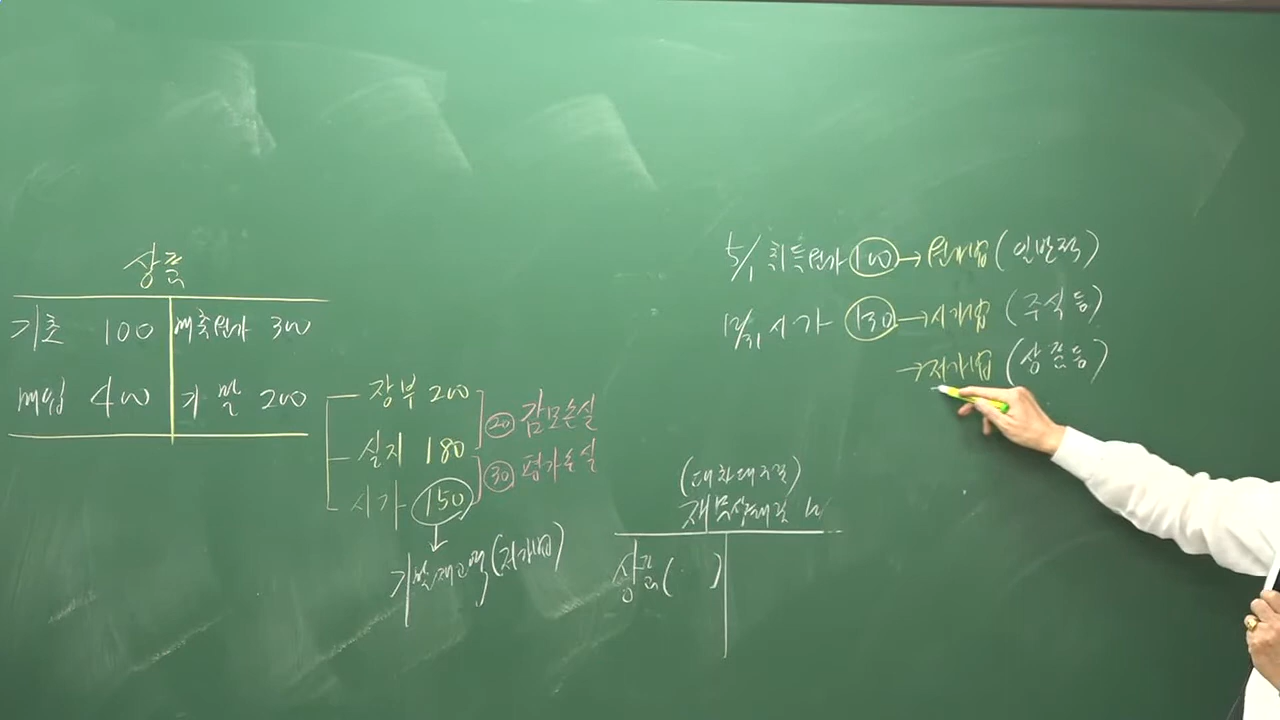 상품
기초 100 매출원가 300
매입 400 기말 200
장부 200
실지 180
시가 150
20 감모손실
30 평가손실
기말재고액(저가법)
(대차대조표)
재무상태표
상품( )
5/1 취득원가 100 → 원가법 (일반적)
12/31 시가 130 → 시가법 (주식 등)
→ 저가법 (상품 등)